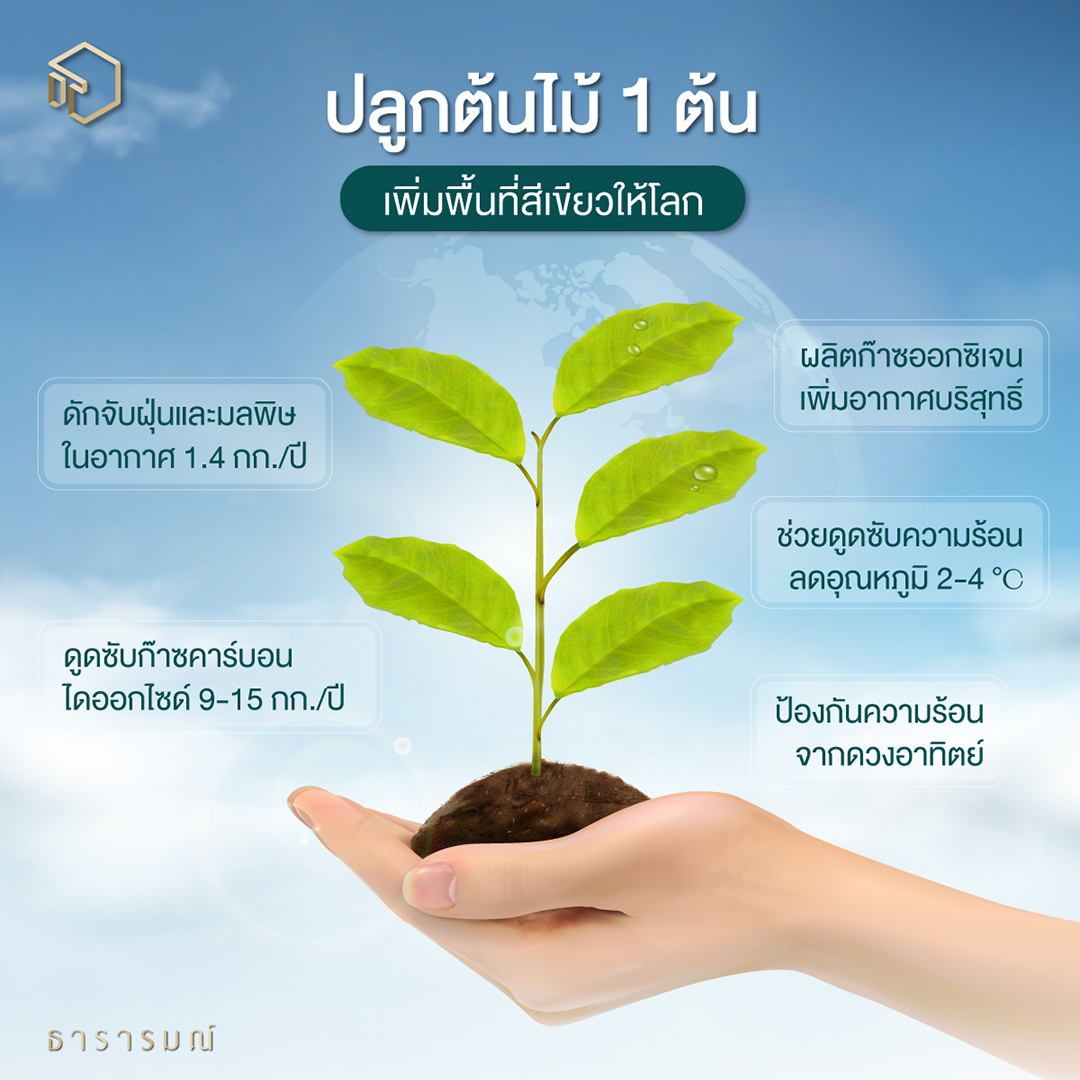 ปลูกต้นไม้ 1 ต้น
เพิ่มพื้นที่สีเขียวให้โลก
ดักจับฝุ่นและมลพิษ
ในอากาศ 1.4 กก./ปี
ดูดซับก๊าซคาร์บอน
ไดออกไซด์ 9-15 กก./ปี
ผลิตก๊าซออกซิเจน
เพิ่มอากาศบริสุทธิ์
ช่วยดูดซับความร้อน
ลดอุณหภูมิ 2-4 °C
ป้องกันความร้อน
จากดวงอาทิตย์
ธารารมณ์